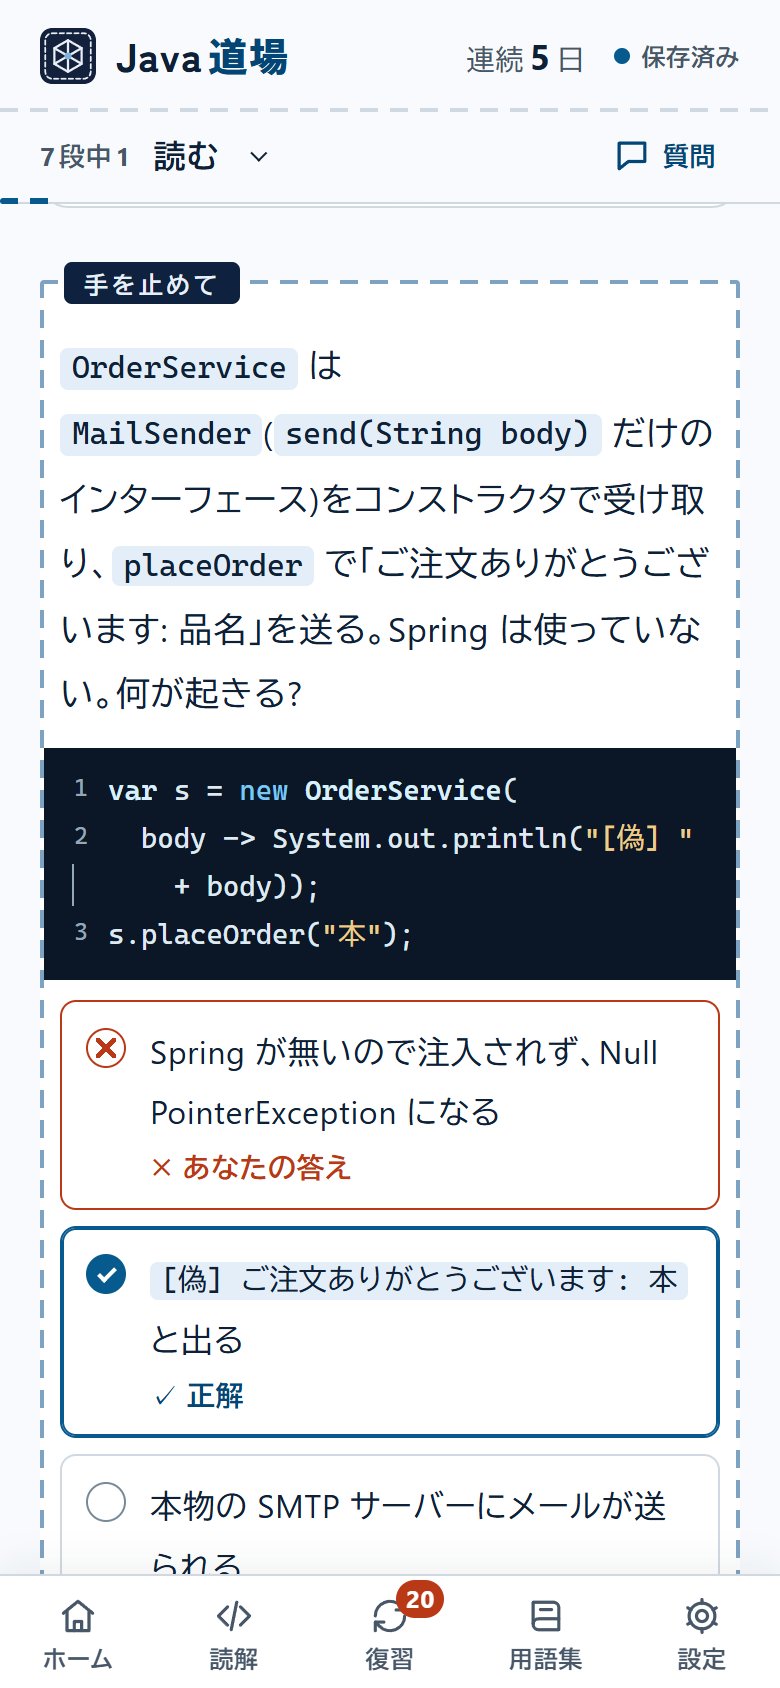 Java道場
連続 5 日
保存済み
7段中1 読む
質問
手を止めて
OrderService は
MailSender(send(String body) だけの
インターフェース)をコンストラクタで受け取
り、placeOrder で「ご注文ありがとうござ
います: 品名」を送る。Spring は使っていな
い。何が起きる?
1 var s = new OrderService(
2 body -> System.out.println("[偽] "
+ body));
3 s.placeOrder("本");
Spring が無いので注入されず、Null
PointerException になる
× あなたの答え
[偽] ご注文ありがとうございます: 本
と出る
✓ 正解
本物の SMTP サーバーにメールが送
られる
20
ホーム
読解
復習
用語集
設定